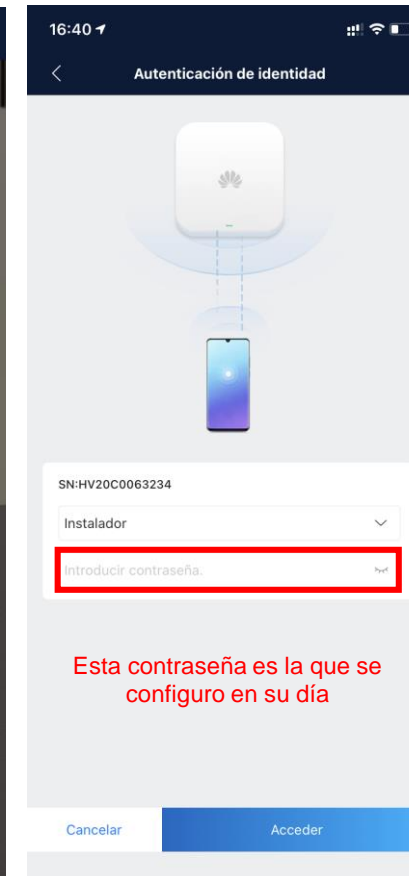 16:40
Autenticación de identidad
SN:HV20C0063234
Instalador
Introducir contraseña.
Esta contraseña es la que se
configuro en su día
Cancelar
Acceder